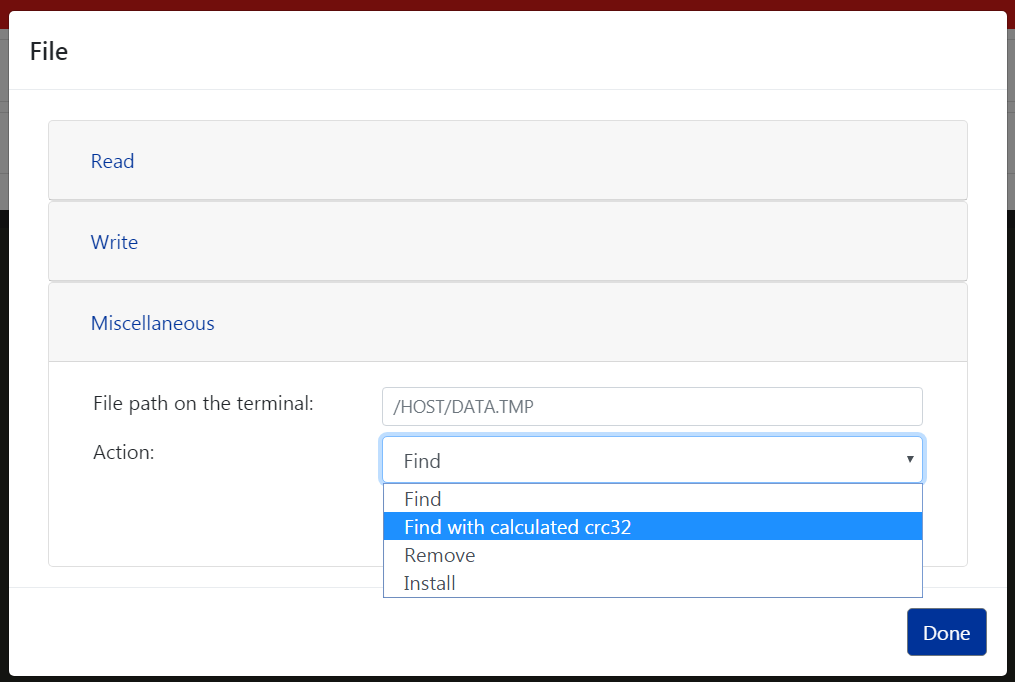 File
Read
Write
Miscellaneous
File path on the terminal:
/HOST/DATA.TMP
Action:
Find
Find
Find with calculated crc32
Remove
Install
Done